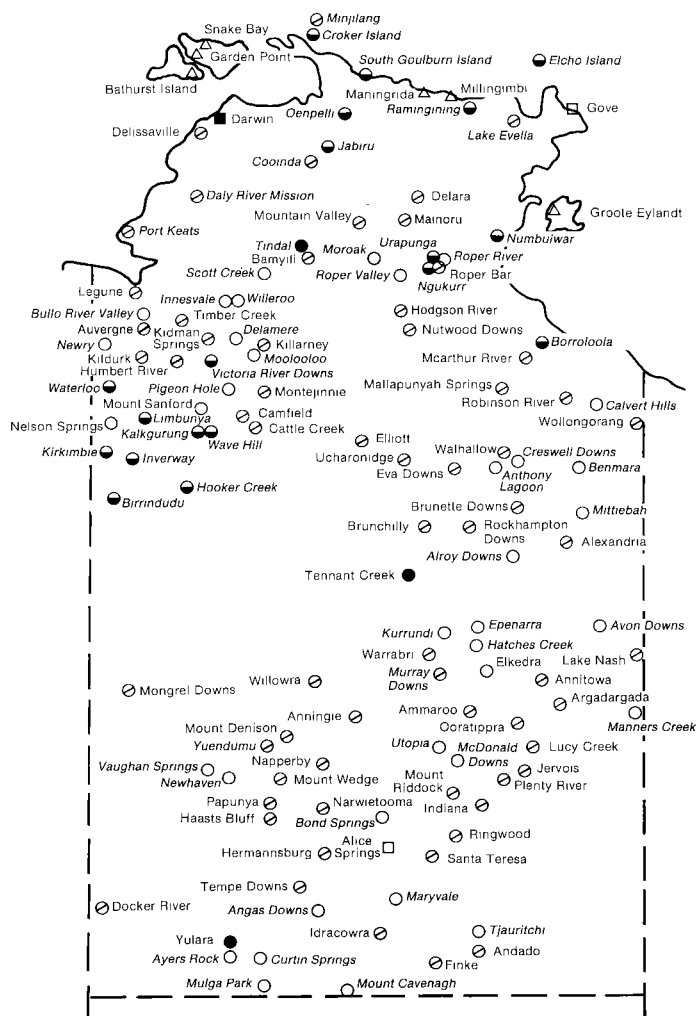 Minjilang
Snake Bay
Croker Island
Garden Point
South Goulburn Island
Elcho Island
Bathurst Island
Maningrida
Millingimbi
Oenpelli
Ramingining
Gove
Darwin
Delissaville
Lake Evella
Jabiru
Cooinda
Daly River Mission
Delara
Groote Eylandt
Mountain Valley
Mainoru
Port Keats
Numbulwar
Tindal
Urapunga
Bamyili
Moroak
Roper River
Scott Creek
Roper Valley
Roper Bar
Ngukurr
Legune
Innesvale
Willeroo
Bullo River Valley
Timber Creek
Hodgson River
Auvergne
Kidman
Springs
Delamere
Nutwood Downs
Newry
Killarney
Borroloola
Kildurk
Moolooloo
Humbert River
Mcarthur River
Victoria River Downs
Waterloo
Pigeon Hole
Montejinnie
Mallapunyah Springs
Robinson River
Calvert Hills
Mount Sanford
Limbunya
Camfield
Nelson Springs
Cattle Creek
Wollongorang
Kalkgurung
Wave Hill
Elliott
Kirkimbie
Walhallow
Inverway
Ucharonidge
Creswell Downs
Eva Downs
Anthony
Lagoon
Benmara
Hooker Creek
Birrindudu
Brunette Downs
Mittiebah
Brunchilly
Rockhampton
Downs
Alexandria
Alroy Downs
Tennant Creek
Epenarra
Avon Downs
Kurrundi
Hatches Creek
Warrabri
Elkedra
Lake Nash
Murray
Downs
Willowra
Annitowa
Mongrel Downs
Argadargada
Anningie
Ammaroo
Manners Creek
Mount Denison
Ooratippra
Yuendumu
Utopia
McDonald
Downs
Lucy Creek
Vaughan Springs
Napperby
Newhaven
Mount Wedge
Mount
Riddock
Jervois
Plenty River
Papunya
Narwietooma
Indiana
Haasts Bluff
Bond Springs
Ringwood
Alice
Springs
Hermannsburg
Santa Teresa
Tempe Downs
Docker River
Maryvale
Angas Downs
Idracowra
Tjauritchi
Yulara
Andado
Ayers Rock
Curtin Springs
Finke
Mulga Park
Mount Cavenagh